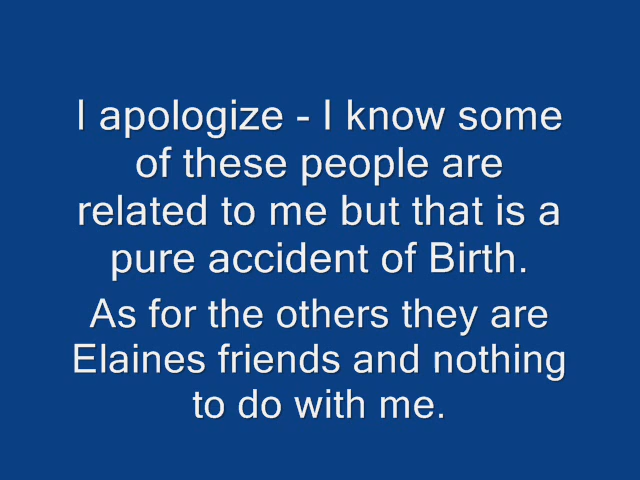 I apologize - I know some
of these people are
related to me but that is a
pure accident of Birth.
As for the others they are
Elaines friends and nothing
to do with me.